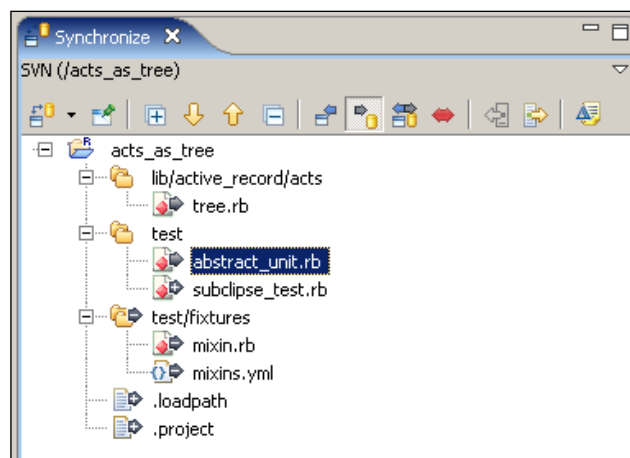 Synchronize
SVN (/acts_as_tree)
acts_as_tree
lib/active_record/acts
tree.rb
test
abstract_unit.rb
subclipse_test.rb
test/fixtures
mixin.rb
mixins.yml
.loadpath
.project